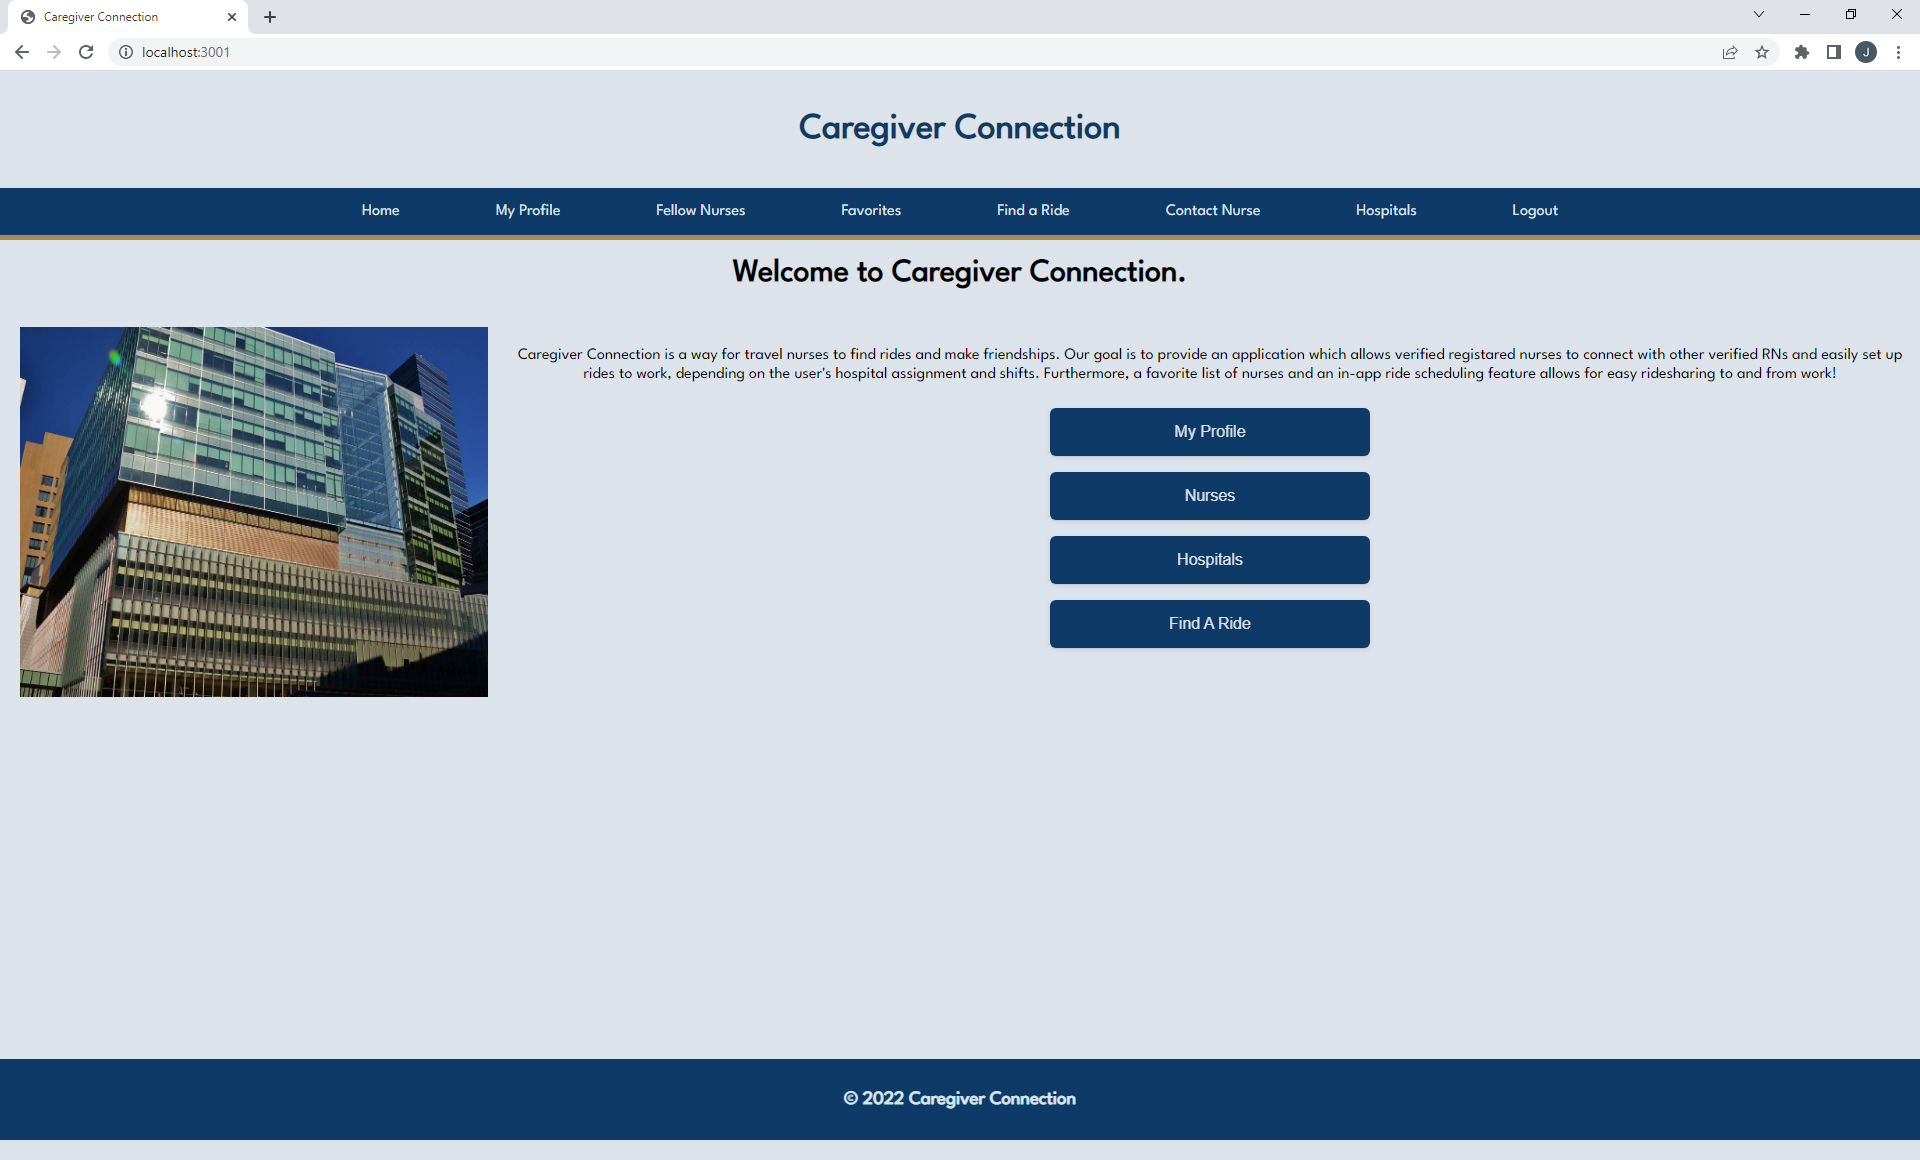 Caregiver Connection
localhost:3001
J
Caregiver Connection
Home My Profile Fellow Nurses Favorites Find a Ride Contact Nurse Hospitals Logout
Welcome to Caregiver Connection.
Caregiver Connection is a way for travel nurses to find rides and make friendships. Our goal is to provide an application which allows verified registared nurses to connect with other verified RNs and easily set up
rides to work, depending on the user's hospital assignment and shifts. Furthermore, a favorite list of nurses and an in-app ride scheduling feature allows for easy ridesharing to and from work!
My Profile
Nurses
Hospitals
Find A Ride
© 2022 Caregiver Connection